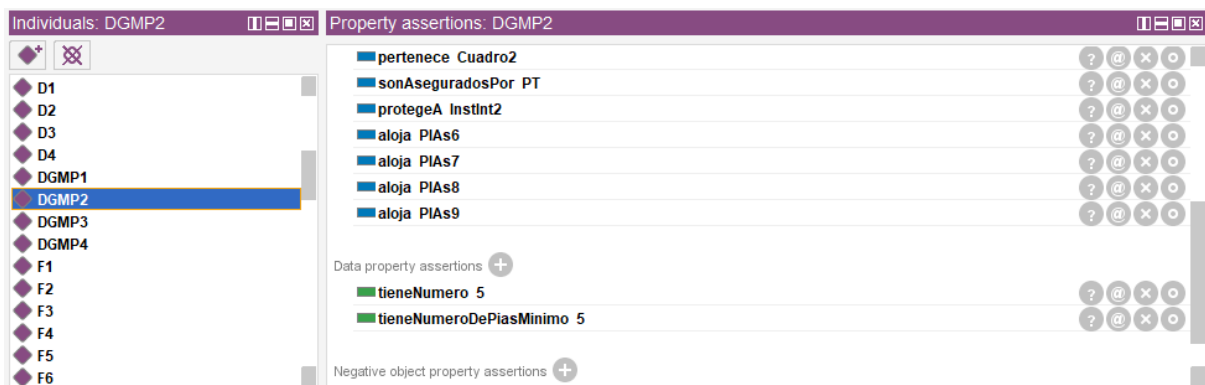 Individuals: DGMP2
D1
D2
D3
D4
DGMP1
DGMP2
DGMP3
DGMP4
F1
F2
F3
F4
F5
F6
Property assertions: DGMP2
pertenece Cuadro2
sonAseguradosPor PT
protegeA InstInt2
aloja PIAs6
aloja PIAs7
aloja PIAs8
aloja PIAs9
Data property assertions
tieneNumero 5
tieneNumeroDePiasMinimo 5
Negative object property assertions